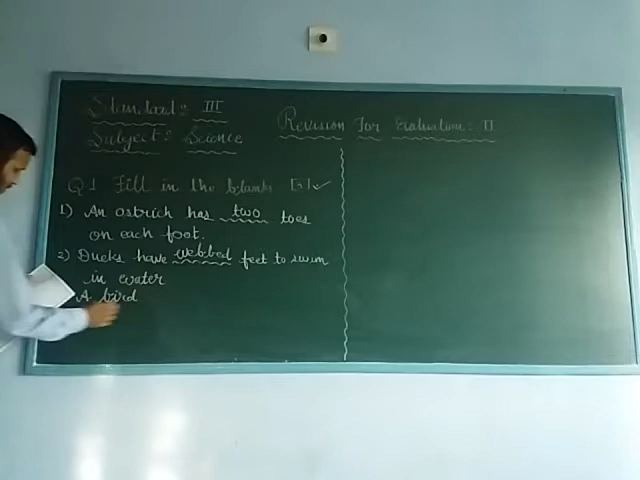 Standard:- III
Subject:- Science
Revision For Evaluation:- II
Q1 Fill in the blanks [5] ✓
1) An ostrich has two toes
on each foot.
2) Ducks have webbed feet to swim
in water
A bird